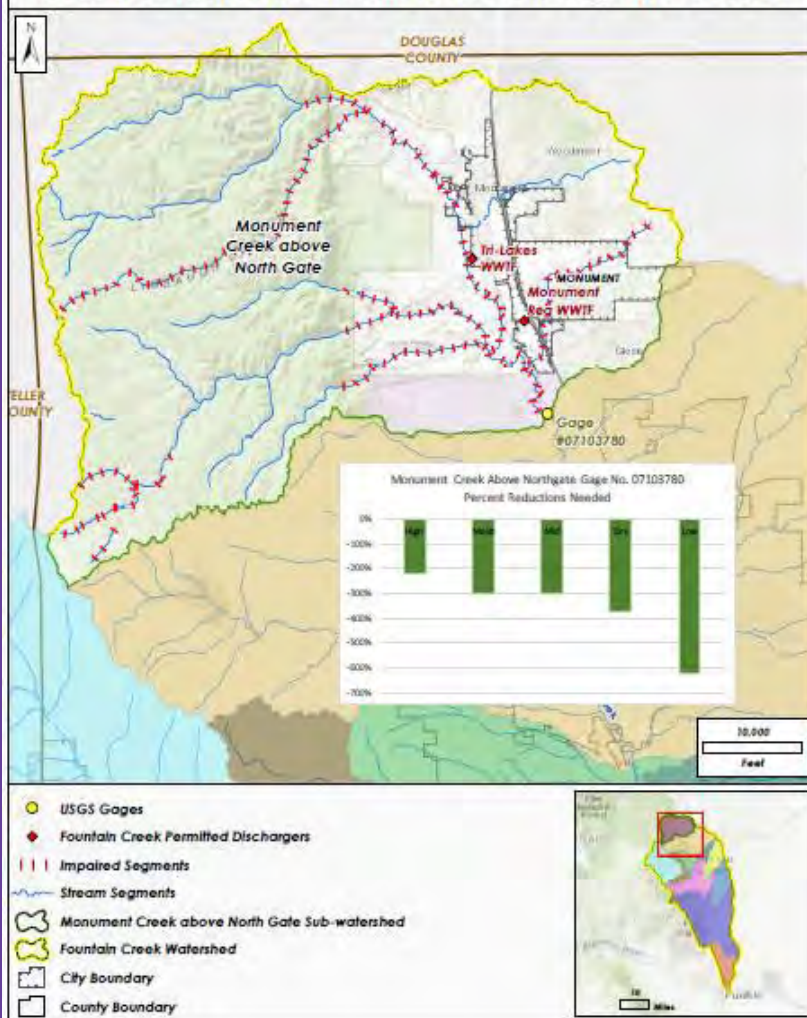 N
DOUGLAS
COUNTY
Monument
Creek above
North Gate
Tri-Lakes
WWTF
MONUMENT
Monument
Reg WWTF
TELLER
COUNTY
Gage
#07103780
Monument Creek Above Northgate Gage No. 07103780
Percent Reductions Needed
0%
-100%
-200%
-300%
-400%
-500%
-600%
-700%
High
Moist
Mid
Dry
Low
10,000
Feet
USGS Gages
Fountain Creek Permitted Dischargers
Impaired Segments
Stream Segments
Monument Creek above North Gate Sub-watershed
Fountain Creek Watershed
City Boundary
County Boundary
10
Miles
Pueblo